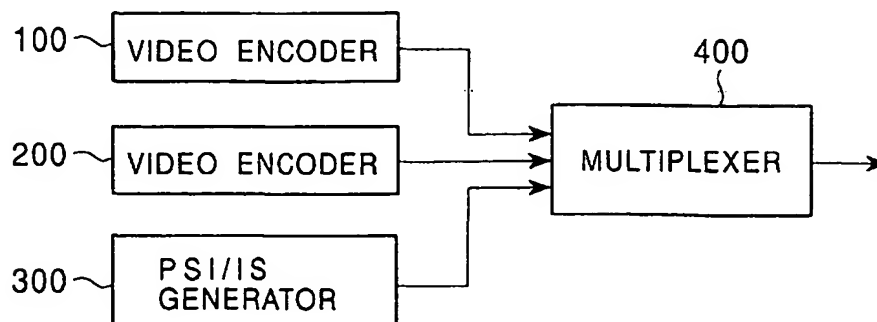 100
VIDEO ENCODER
400
200
VIDEO ENCODER
MULTIPLEXER
300
PSI/IS
GENERATOR